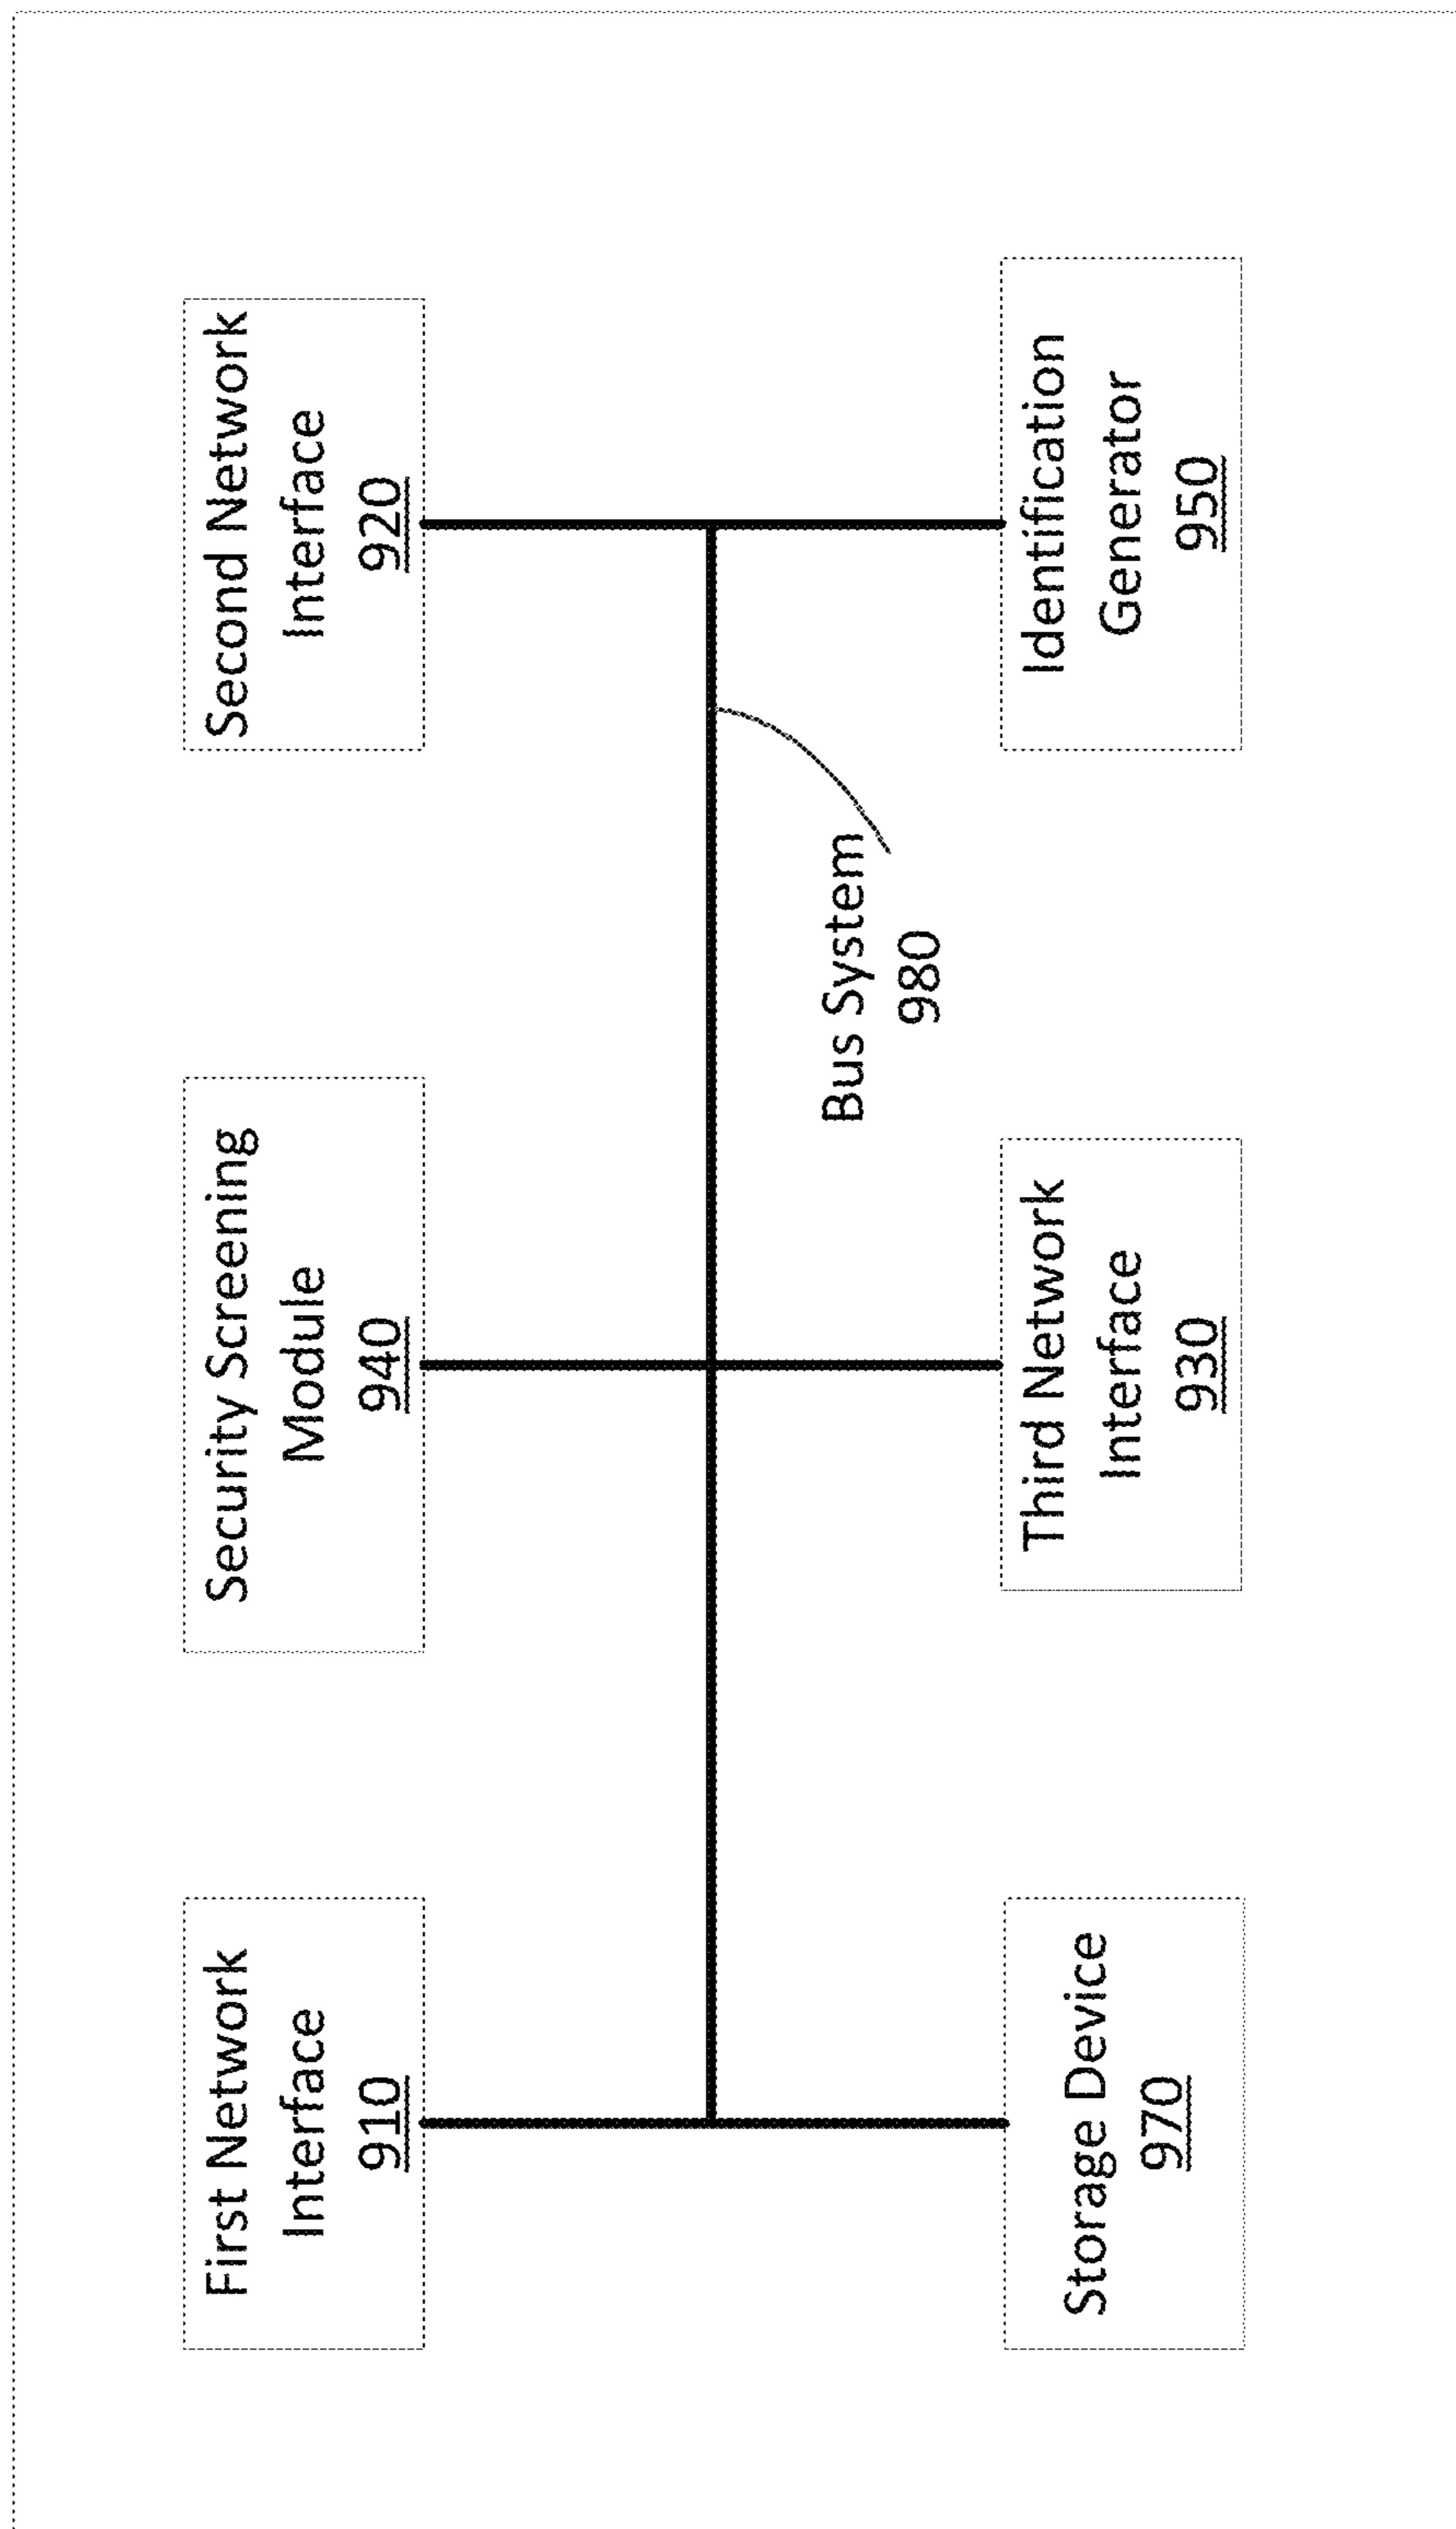 First Network
Interface
910
Security Screening
Module
940
Second Network
Interface
920
Bus System
980
Storage Device
970
Third Network
Interface
930
Identification
Generator
950